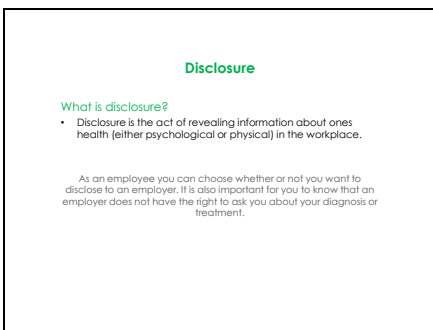 Disclosure
What is disclosure?
• Disclosure is the act of revealing information about ones
health (either psychological or physical) in the workplace.
As an employee you can choose whether or not you want to
disclose to an employer. It is also important for you to know that an
employer does not have the right to ask you about your diagnosis or
treatment.